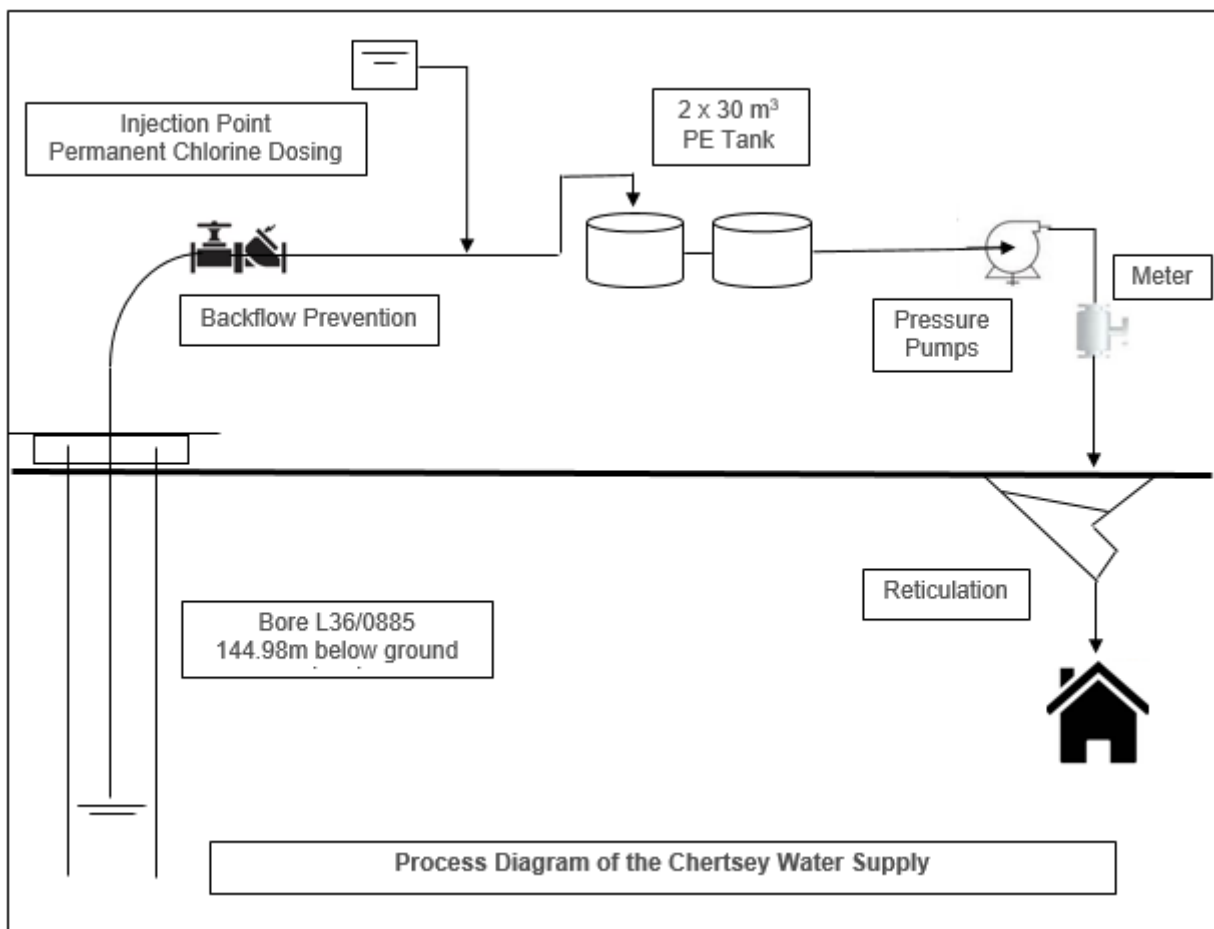 Injection Point
Permanent Chlorine Dosing
2 x 30 m³
PE Tank
Backflow Prevention
Pressure
Pumps
Meter
Reticulation
Bore L36/0885
144.98m below ground
Process Diagram of the Chertsey Water Supply